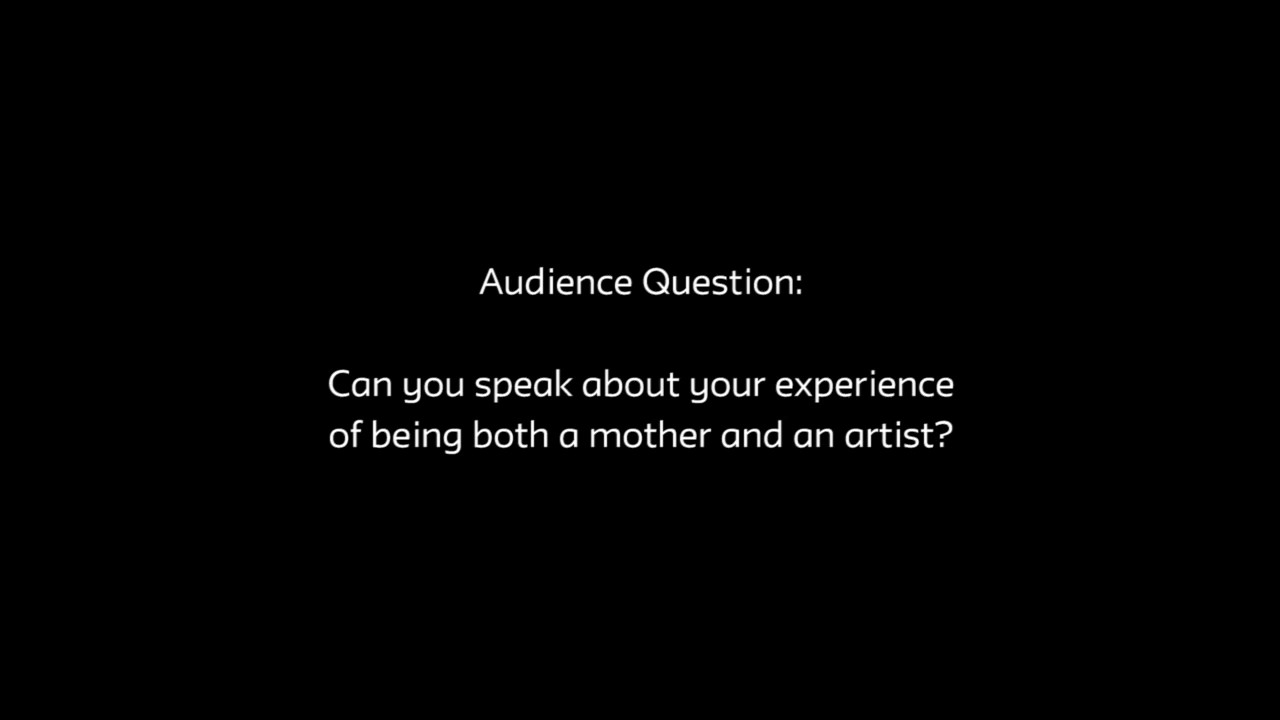 Audience Question:
Can you speak about your experience
of being both a mother and an artist?